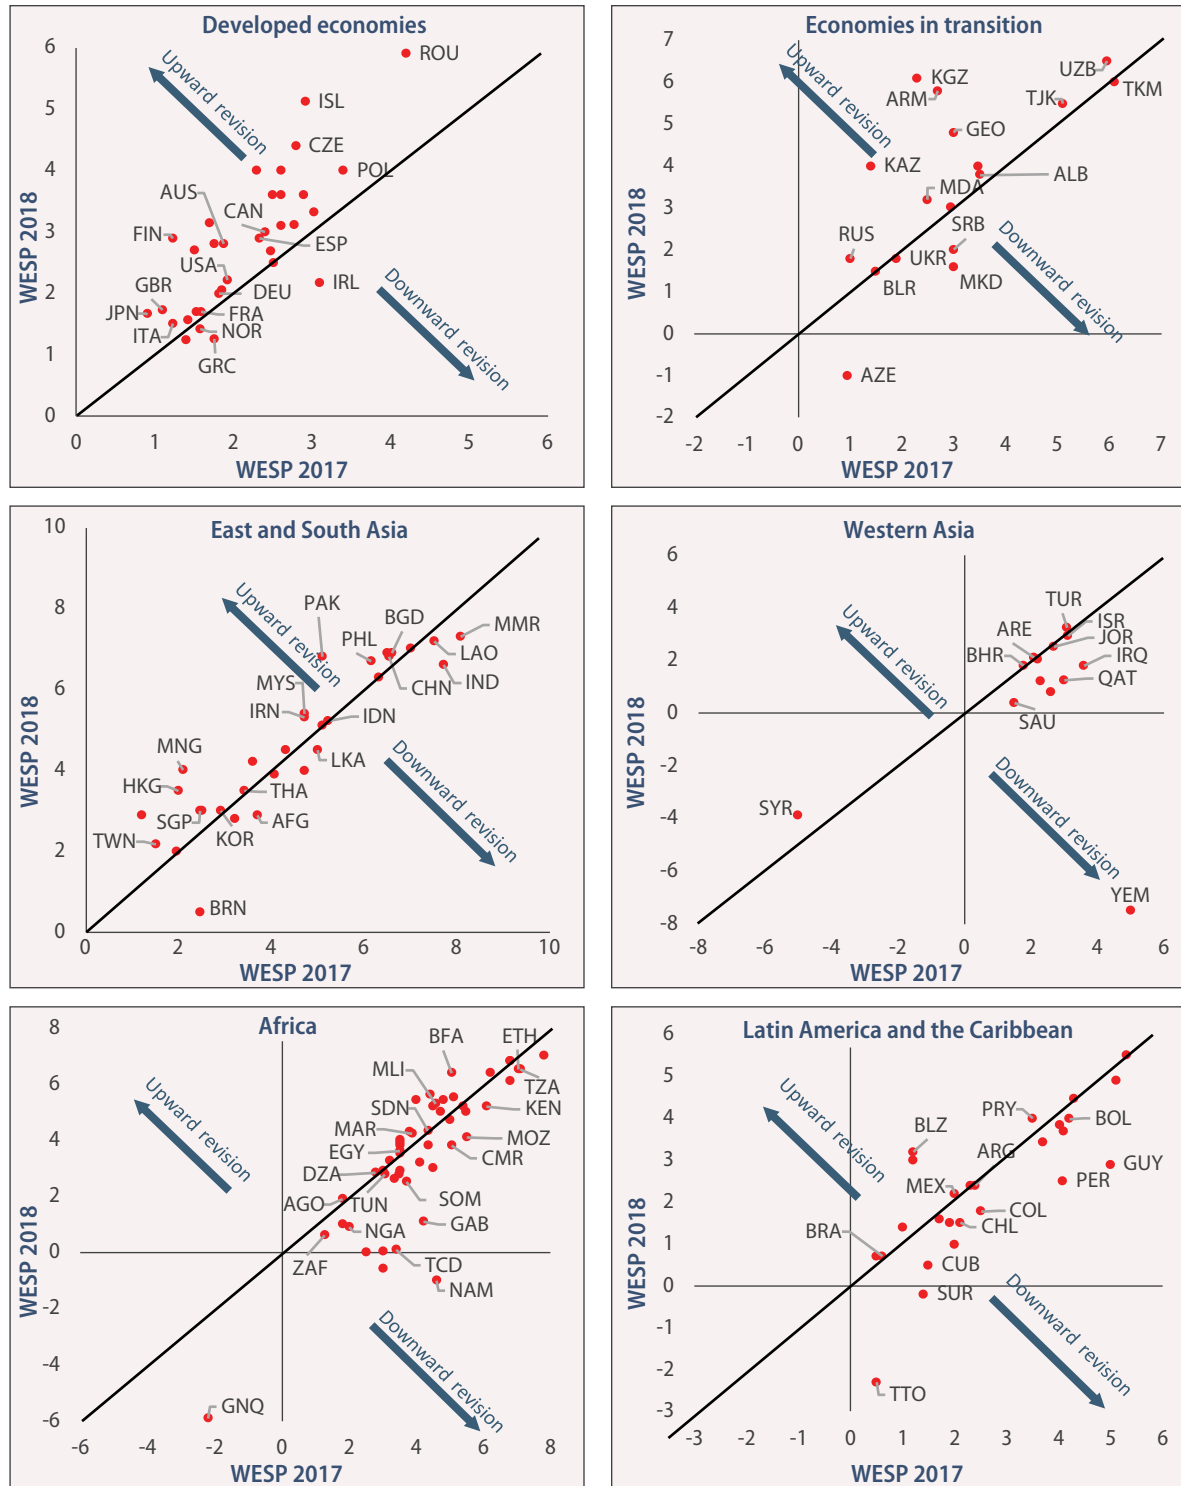 Developed economies
6
5
4
3
2
1
0
0 1 2 3 4 5 6
WESP 2018
WESP 2017
Upward revision
Downward revision
ROU
ISL
CZE
POL
AUS
CAN
FIN
ESP
USA
IRL
GBR
DEU
JPN
FRA
ITA
NOR
GRC
Economies in transition
7
6
5
4
3
2
1
0
-1
-2
-2 -1 0 1 2 3 4 5 6 7
WESP 2018
WESP 2017
Upward revision
Downward revision
UZB
KGZ
TKM
ARM
TJK
GEO
KAZ
ALB
MDA
RUS
SRB
UKR
MKD
BLR
AZE
East and South Asia
10
8
6
4
2
0
0 2 4 6 8 10
WESP 2018
WESP 2017
Upward revision
Downward revision
PAK
BGD
PHL
MMR
LAO
CHN
IND
MYS
IRN
IDN
MNG
LKA
HKG
THA
SGP
KOR
AFG
TWN
BRN
Western Asia
6
4
2
0
-2
-4
-6
-8
-8 -6 -4 -2 0 2 4 6
WESP 2018
WESP 2017
Upward revision
Downward revision
TUR
ISR
ARE
JOR
BHR
IRQ
QAT
SAU
SYR
YEM
Africa
8
6
4
2
0
-2
-4
-6
-6 -4 -2 0 2 4 6 8
WESP 2018
WESP 2017
Upward revision
Downward revision
BFA
ETH
MLI
TZA
SDN
KEN
MAR
MOZ
EGY
CMR
DZA
AGO
TUN
SOM
NGA
GAB
ZAF
TCD
NAM
GNQ
Latin America and the Caribbean
6
5
4
3
2
1
0
-1
-2
-3
-3 -2 -1 0 1 2 3 4 5 6
WESP 2018
WESP 2017
Upward revision
Downward revision
PRY
BOL
BLZ
ARG
GUY
MEX
PER
COL
BRA
CHL
CUB
SUR
TTO